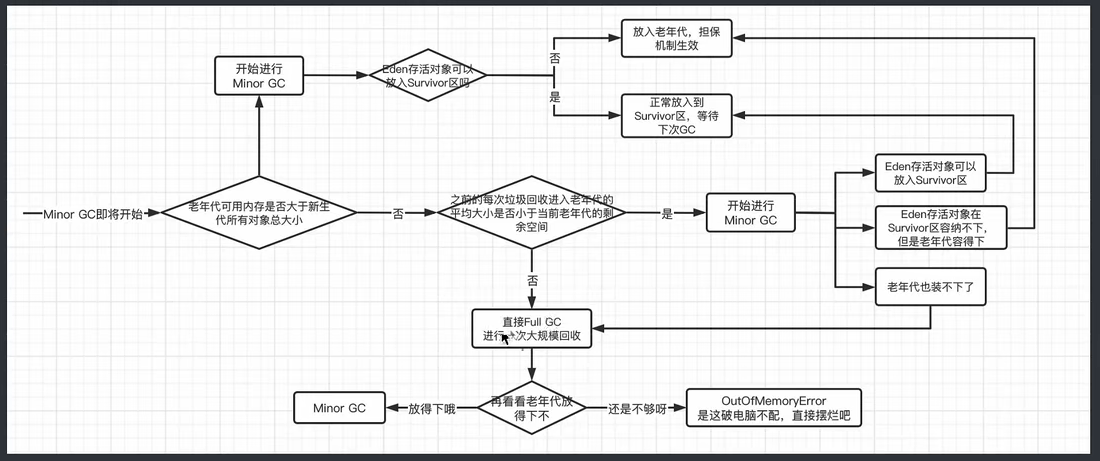 放入老年代，担保
机制生效
否
开始进行
Minor GC
Eden存活对象可以
放入Survivor区吗
是
正常放入到
Survivor区，等待
下次GC
Eden存活对象可以
放入Survivor区
Minor GC即将开始
老年代可用内存是否大于新生
代所有对象总大小
否
之前的每次垃圾回收进入老年代的
平均大小是否小于当前老年代的剩
余空间
是
开始进行
Minor GC
Eden存活对象在
Survivor区容纳不下，
但是老年代容得下
否
老年代也装不下了
直接Full GC
进行一次大规模回收
Minor GC
放得下哦
再看看老年代放
得下不
还是不够呀
OutOfMemoryError
是这破电脑不配，直接摆烂吧